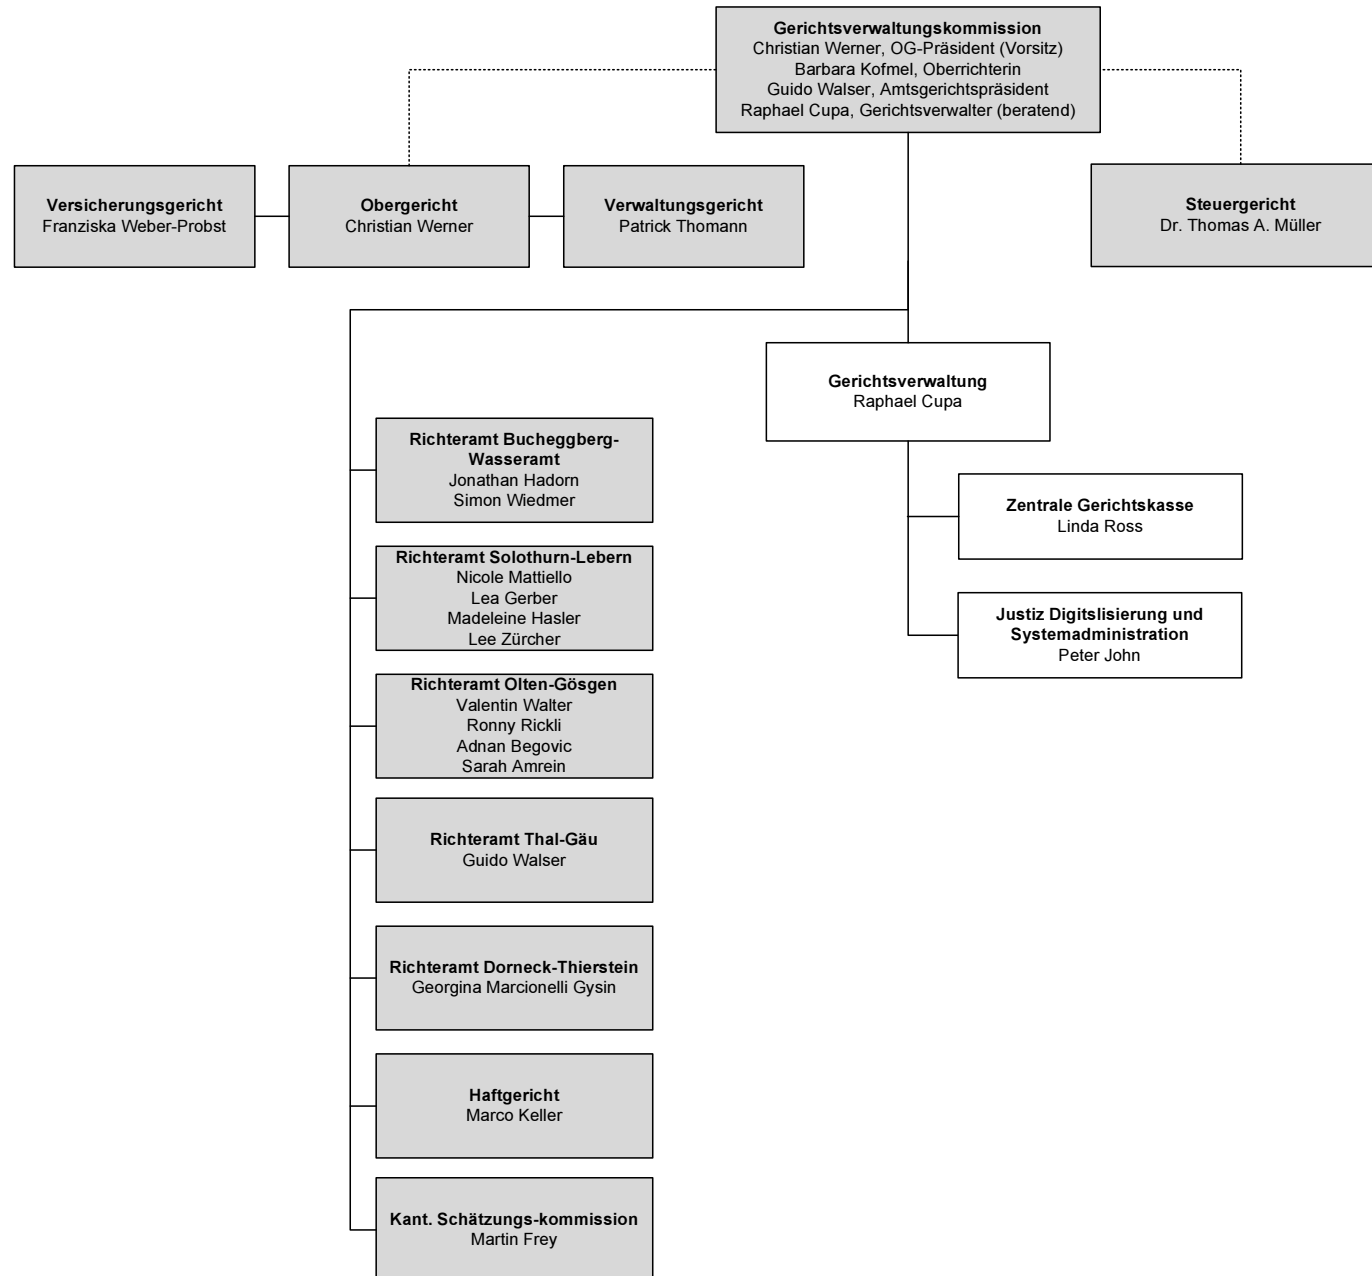 Gerichtsverwaltungskommission
Christian Werner, OG-Präsident (Vorsitz)
Barbara Kofmel, Oberrichterin
Guido Walser, Amtsgerichtspräsident
Raphael Cupa, Gerichtsverwalter (beratend)
Versicherungsgericht
Franziska Weber-Probst
Obergericht
Christian Werner
Verwaltungsgericht
Patrick Thomann
Steuergericht
Dr. Thomas A. Müller
Gerichtsverwaltung
Raphael Cupa
Richteramt Bucheggberg-
Wasseramt
Jonathan Hadorn
Simon Wiedmer
Richteramt Solothurn-Lebern
Nicole Mattiello
Lea Gerber
Madeleine Hasler
Lee Zürcher
Richteramt Olten-Gösgen
Valentin Walter
Ronny Rickli
Adnan Begovic
Sarah Amrein
Richteramt Thal-Gäu
Guido Walser
Richteramt Dorneck-Thierstein
Georgina Marcionelli Gysin
Haftgericht
Marco Keller
Kant. Schätzungs-kommission
Martin Frey
Zentrale Gerichtskasse
Linda Ross
Justiz Digitslisierung und
Systemadministration
Peter John